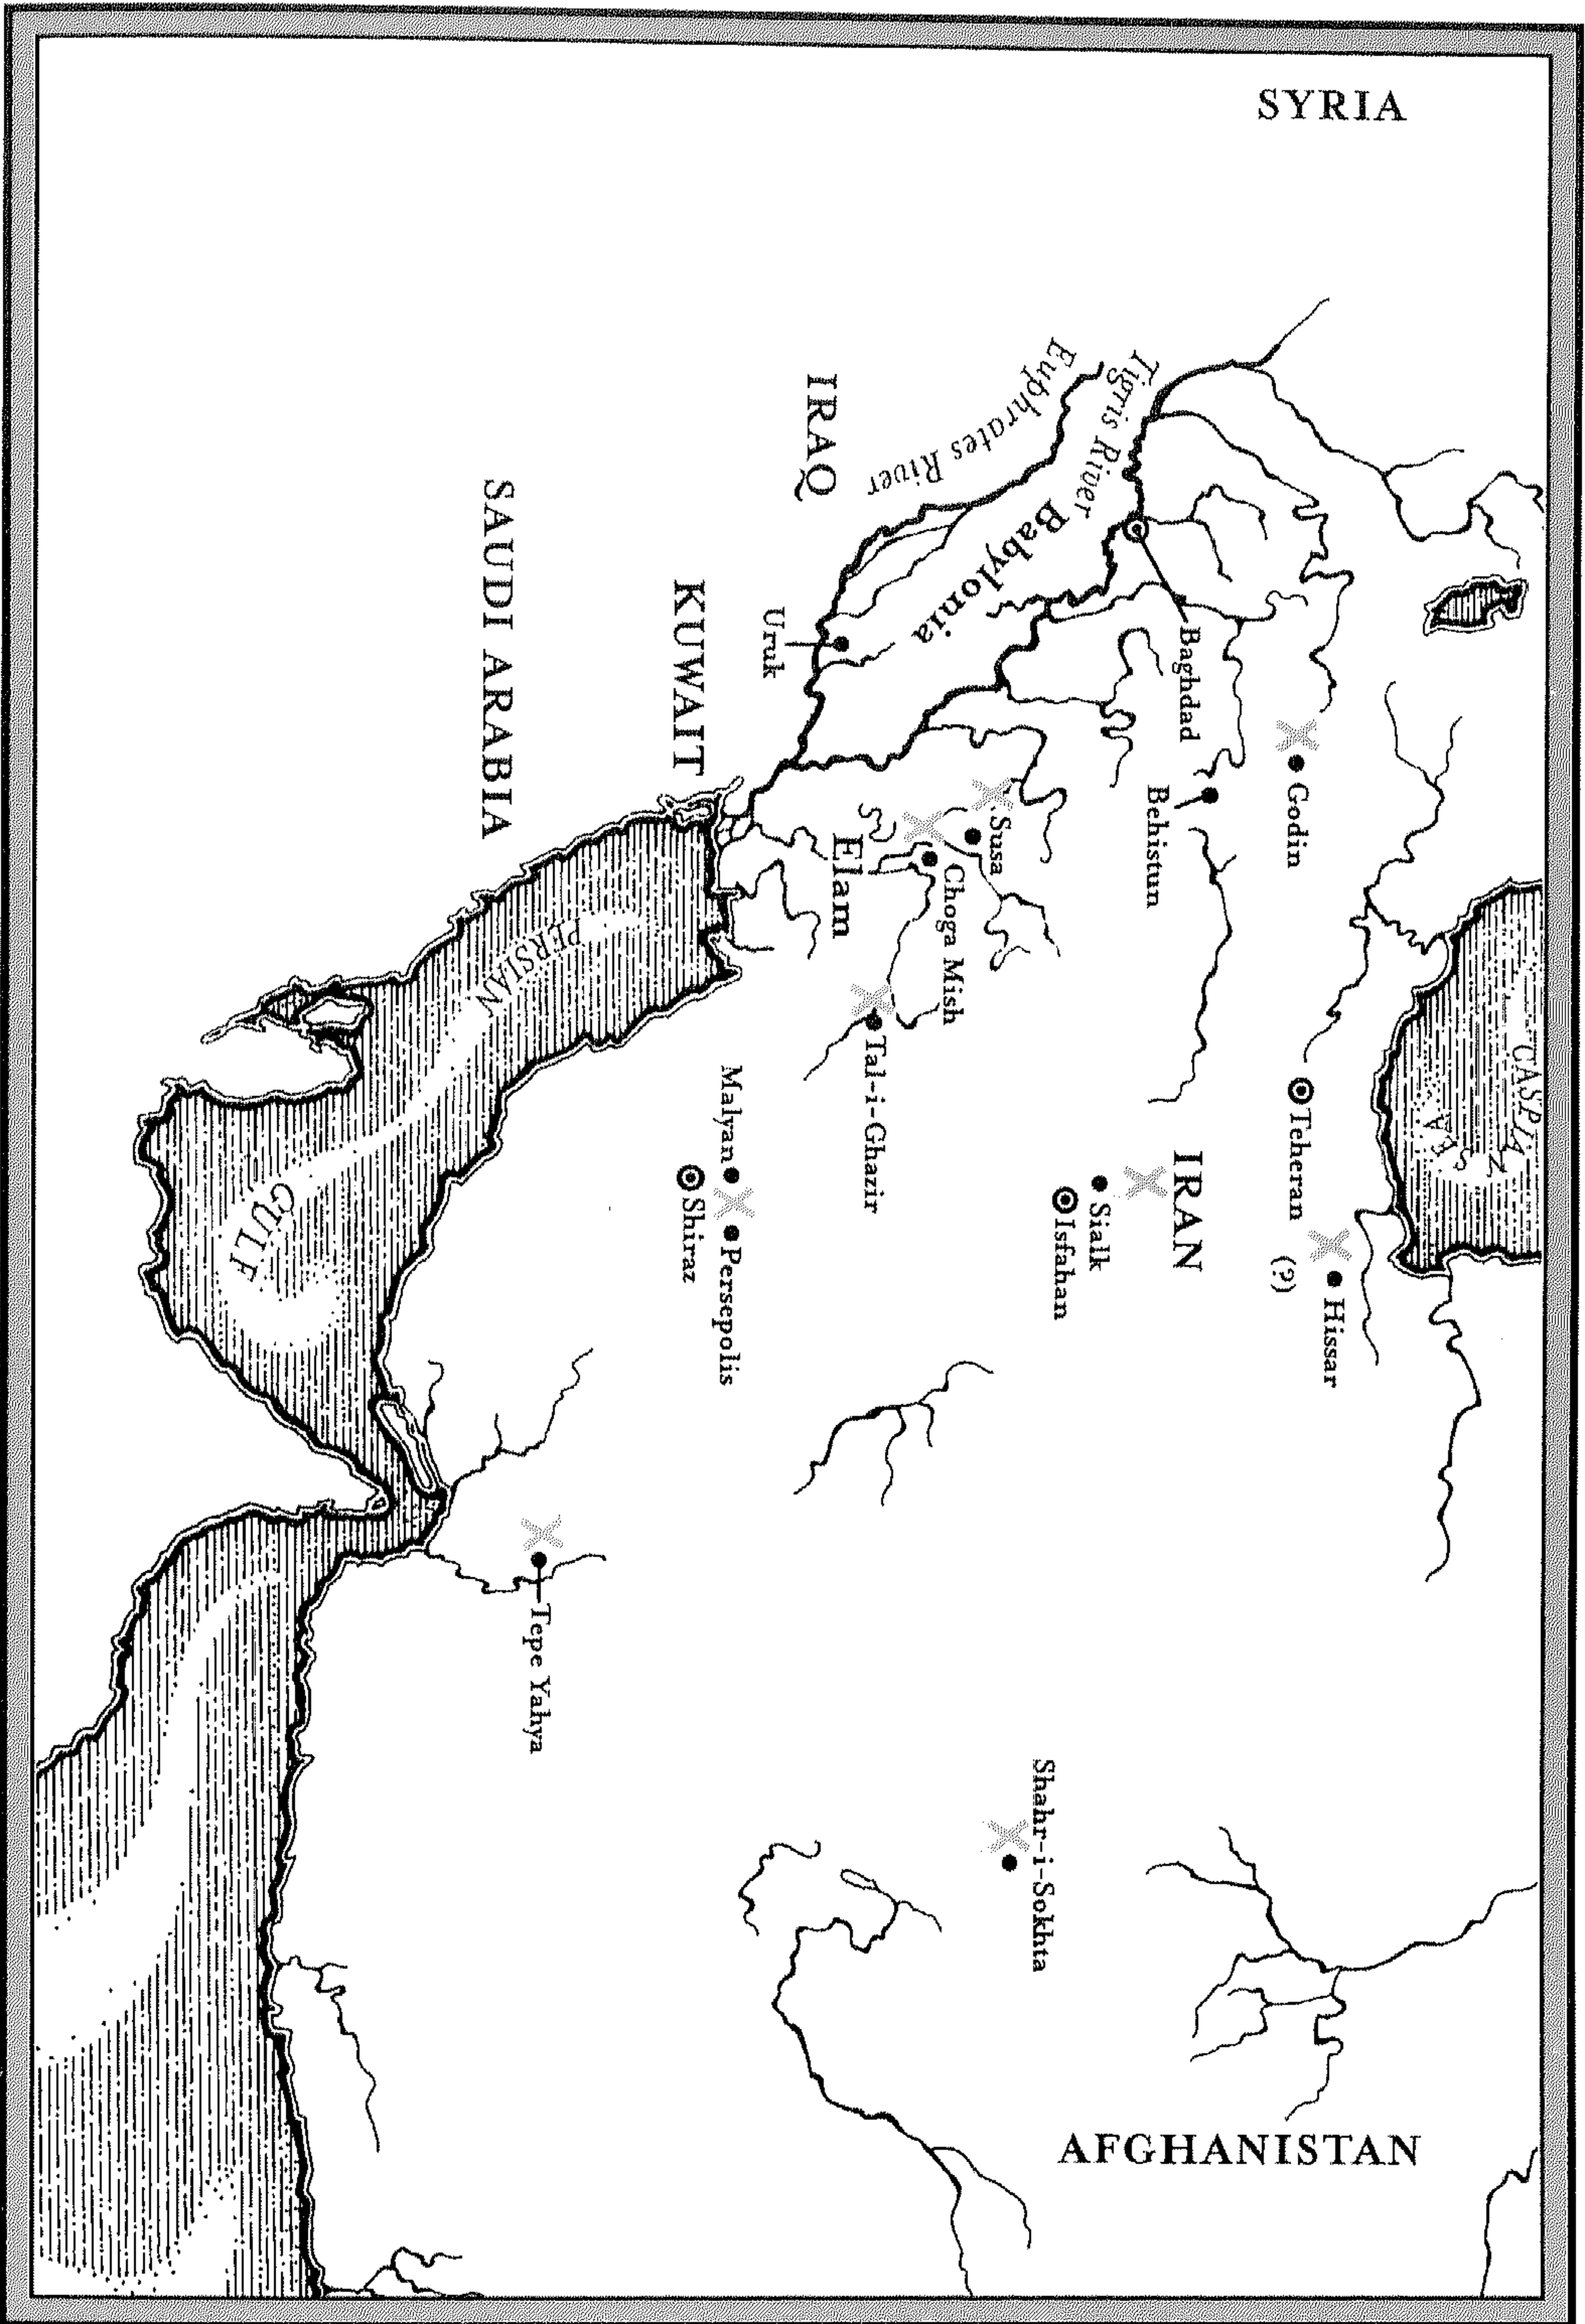 SYRIA
Tigris River
Euphrates River
Babylonia
IRAQ
Baghdad
Uruk
KUWAIT
SAUDI ARABIA
Godin
Behistun
Susa
Choga Mish
Elam
Tal-i-Ghazir
CASPIAN
SEA
Teheran
Hissar
(?)
IRAN
Sialk
Isfahan
Malyan
Persepolis
Shiraz
PERSIAN
GULF
Tepe Yahya
Shahr-i-Sokhta
AFGHANISTAN